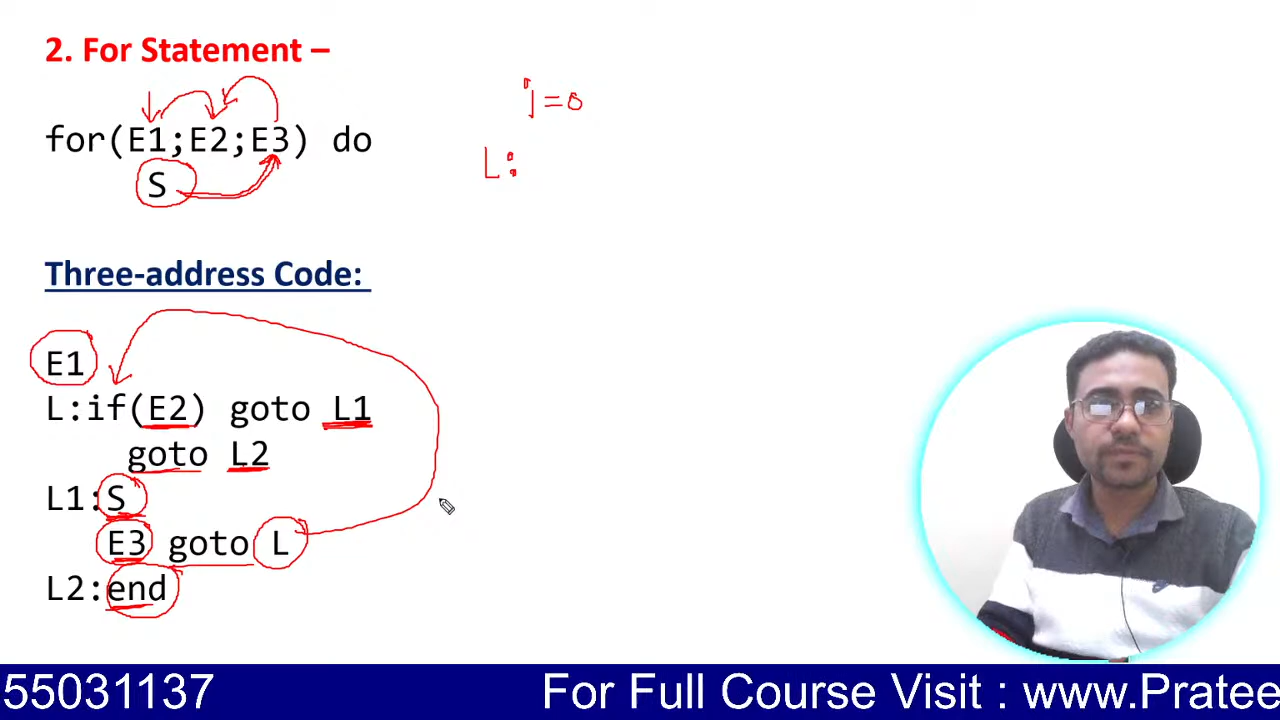 2. For Statement –
for(E1;E2;E3) do
S
i=0
L:
Three-address Code:
E1
L:if(E2) goto L1
goto L2
L1:S
E3 goto L
L2:end
55031137 For Full Course Visit : www.Pratee